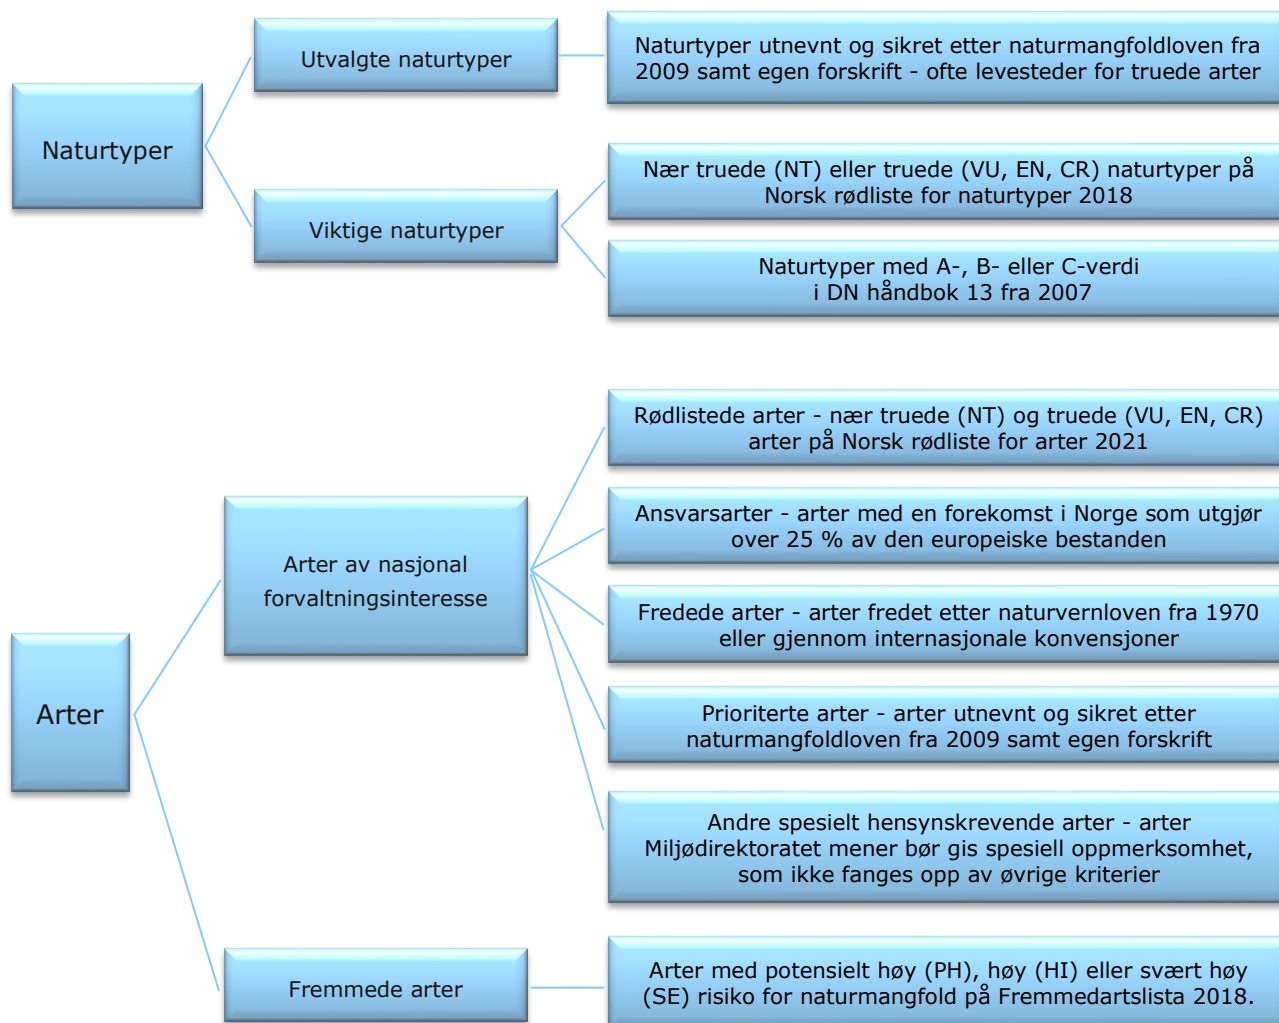 Naturtyper
Utvalgte naturtyper
Naturtyper utnevnt og sikret etter naturmangfoldloven fra
2009 samt egen forskrift - ofte levesteder for truede arter
Viktige naturtyper
Nær truede (NT) eller truede (VU, EN, CR) naturtyper på
Norsk rødliste for naturtyper 2018
Naturtyper med A-, B- eller C-verdi
i DN håndbok 13 fra 2007
Arter
Arter av nasjonal
forvaltningsinteresse
Rødlistede arter - nær truede (NT) og truede (VU, EN, CR)
arter på Norsk rødliste for arter 2021
Ansvarsarter - arter med en forekomst i Norge som utgjør
over 25 % av den europeiske bestanden
Fredede arter - arter fredet etter naturvernloven fra 1970
eller gjennom internasjonale konvensjoner
Prioriterte arter - arter utnevnt og sikret etter
naturmangfoldloven fra 2009 samt egen forskrift
Andre spesielt hensynskrevende arter - arter
Miljødirektoratet mener bør gis spesiell oppmerksomhet,
som ikke fanges opp av øvrige kriterier
Fremmede arter
Arter med potensielt høy (PH), høy (HI) eller svært høy
(SE) risiko for naturmangfold på Fremmedartslista 2018.